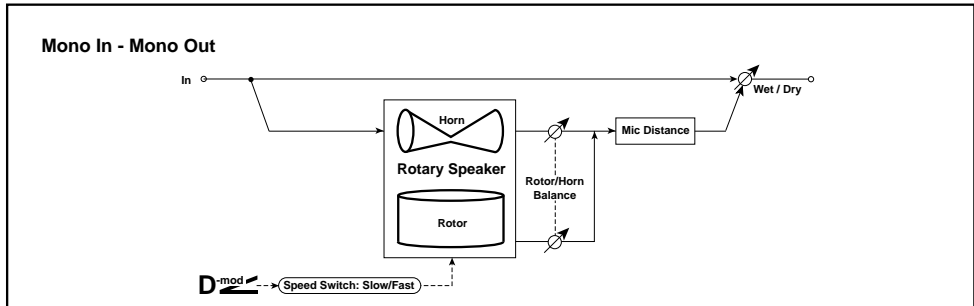 Mono In - Mono Out
In
Wet / Dry
Horn
Mic Distance
Rotary Speaker
Rotor/Horn
Balance
Rotor
D-mod
Speed Switch: Slow/Fast